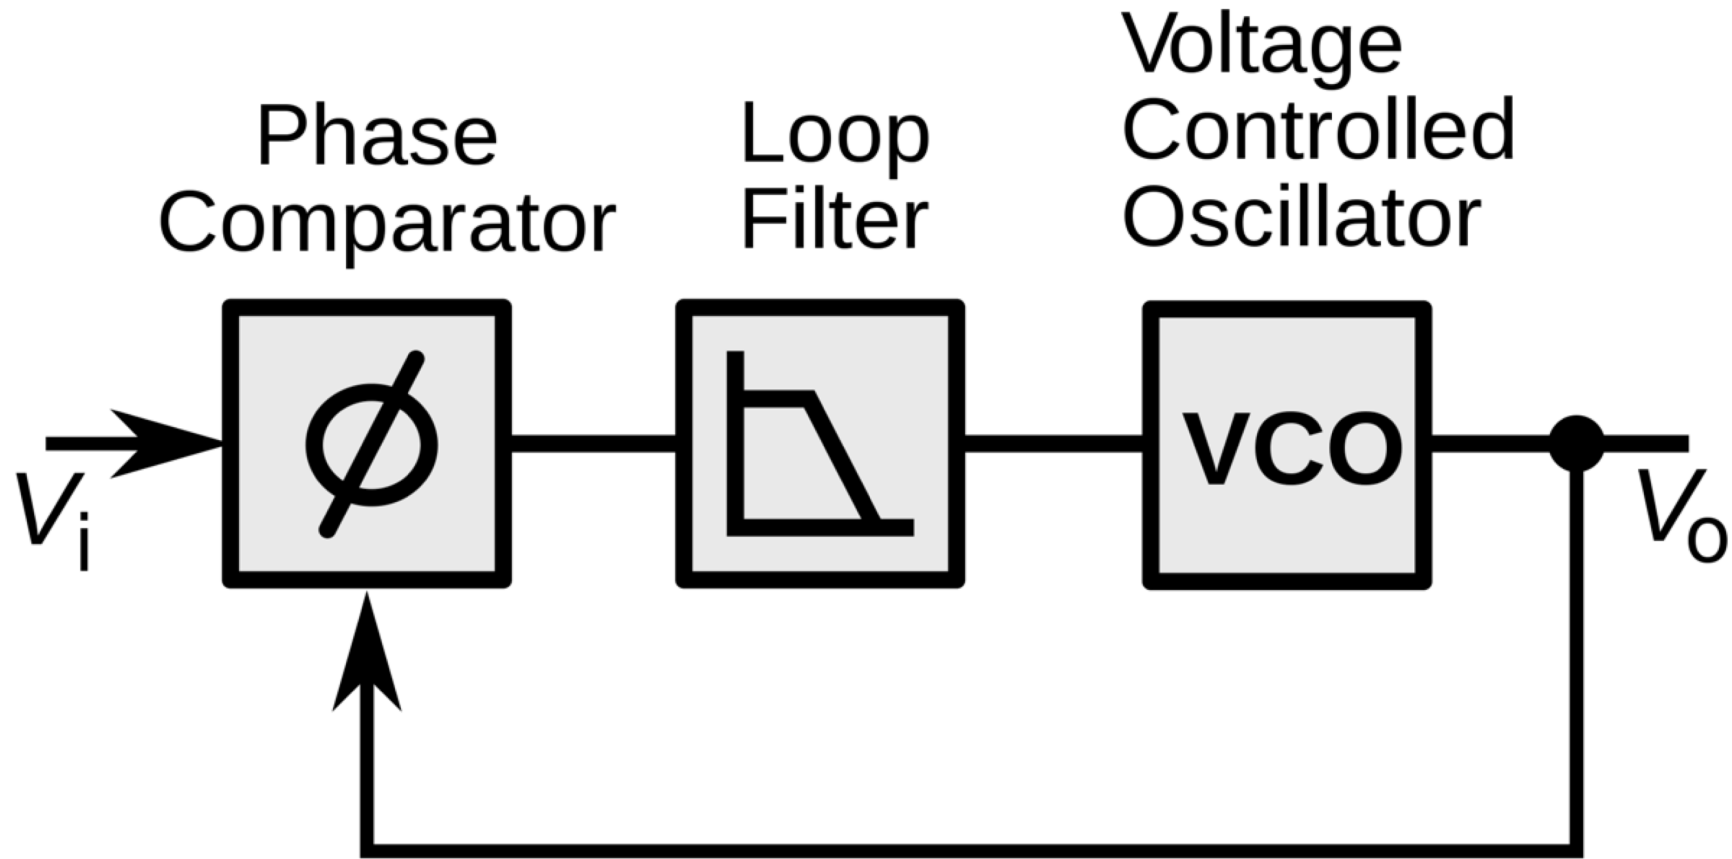 Phase
Comparator
Loop
Filter
Voltage
Controlled
Oscillator
Vi
ϕ
VCO
Vo